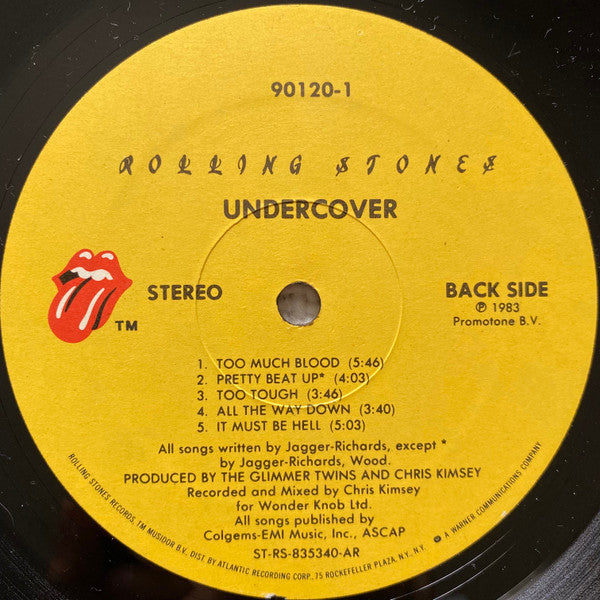 90120-1
ROLLING STONES
UNDERCOVER
STEREO
TM
BACK SIDE
℗ 1983
Promotone B.V.
1. TOO MUCH BLOOD (5:46)
2. PRETTY BEAT UP* (4:03)
3. TOO TOUGH (3:46)
4. ALL THE WAY DOWN (3:40)
5. IT MUST BE HELL (5:03)
All songs written by Jagger-Richards, except *
by Jagger-Richards, Wood.
PRODUCED BY THE GLIMMER TWINS AND CHRIS KIMSEY
Recorded and Mixed by Chris Kimsey
for Wonder Knob Ltd.
All songs published by
Colgems-EMI Music, Inc., ASCAP
ST-RS-835340-AR
ROLLING STONES RECORDS, TM MUSIDOR B.V., DIST. BY ATLANTIC RECORDING CORP., 75 ROCKEFELLER PLAZA, N.Y., N.Y. A WARNER COMMUNICATIONS COMPANY.